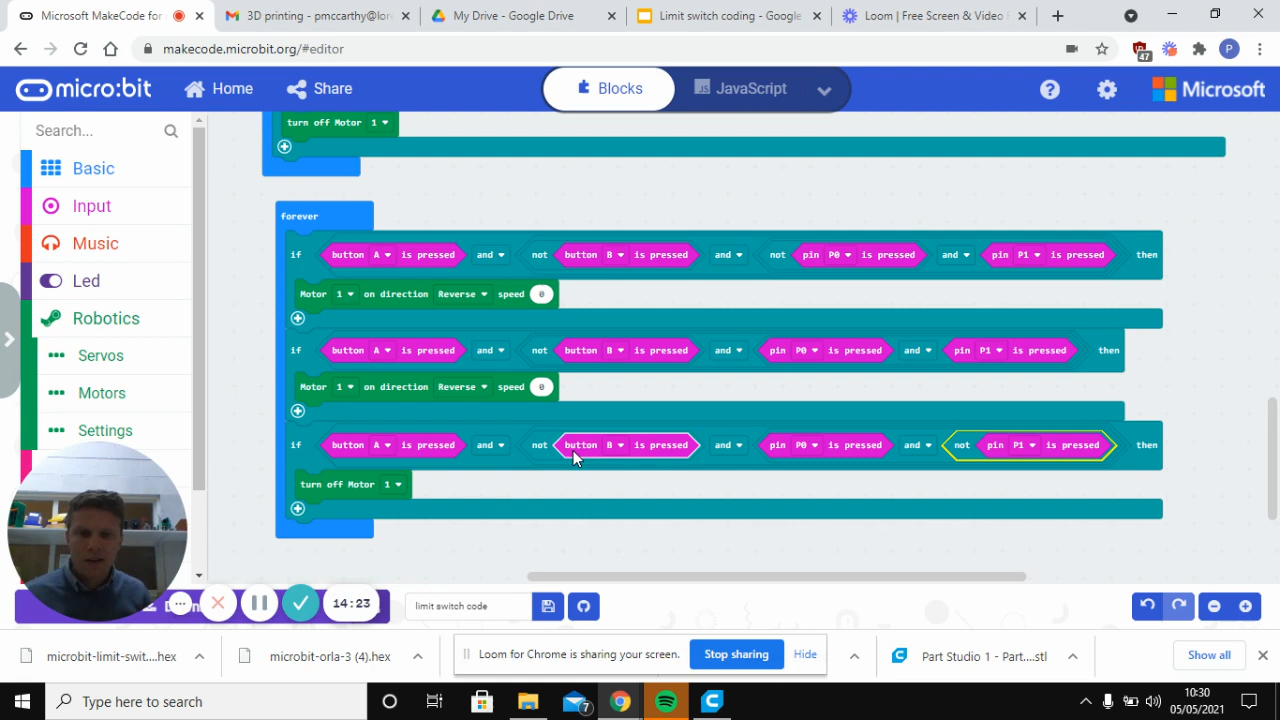 Microsoft MakeCode for
3D printing - pmccarthy@lor
My Drive - Google Drive
Limit switch coding - Google
Loom | Free Screen & Video
makecode.microbit.org/#editor
47
P
micro:bit
Home
Share
Blocks
JS
JavaScript
?
Microsoft
Search...
Basic
Input
Music
Led
Robotics
Servos
Motors
Settings
turn off Motor 1
forever
if button A is pressed and not button B is pressed and not pin P0 is pressed and pin P1 is pressed then
Motor 1 on direction Reverse speed 0
if button A is pressed and not button B is pressed and pin P0 is pressed and pin P1 is pressed then
Motor 1 on direction Reverse speed 0
if button A is pressed and not button B is pressed and pin P0 is pressed and not pin P1 is pressed then
turn off Motor 1
14:23
limit switch code
microbit-limit-swit....hex
microbit-orla-3 (4).hex
Loom for Chrome is sharing your screen.
Stop sharing
Hide
Part Studio 1 - Part....stl
Show all
Type here to search
7
10:30
05/05/2021